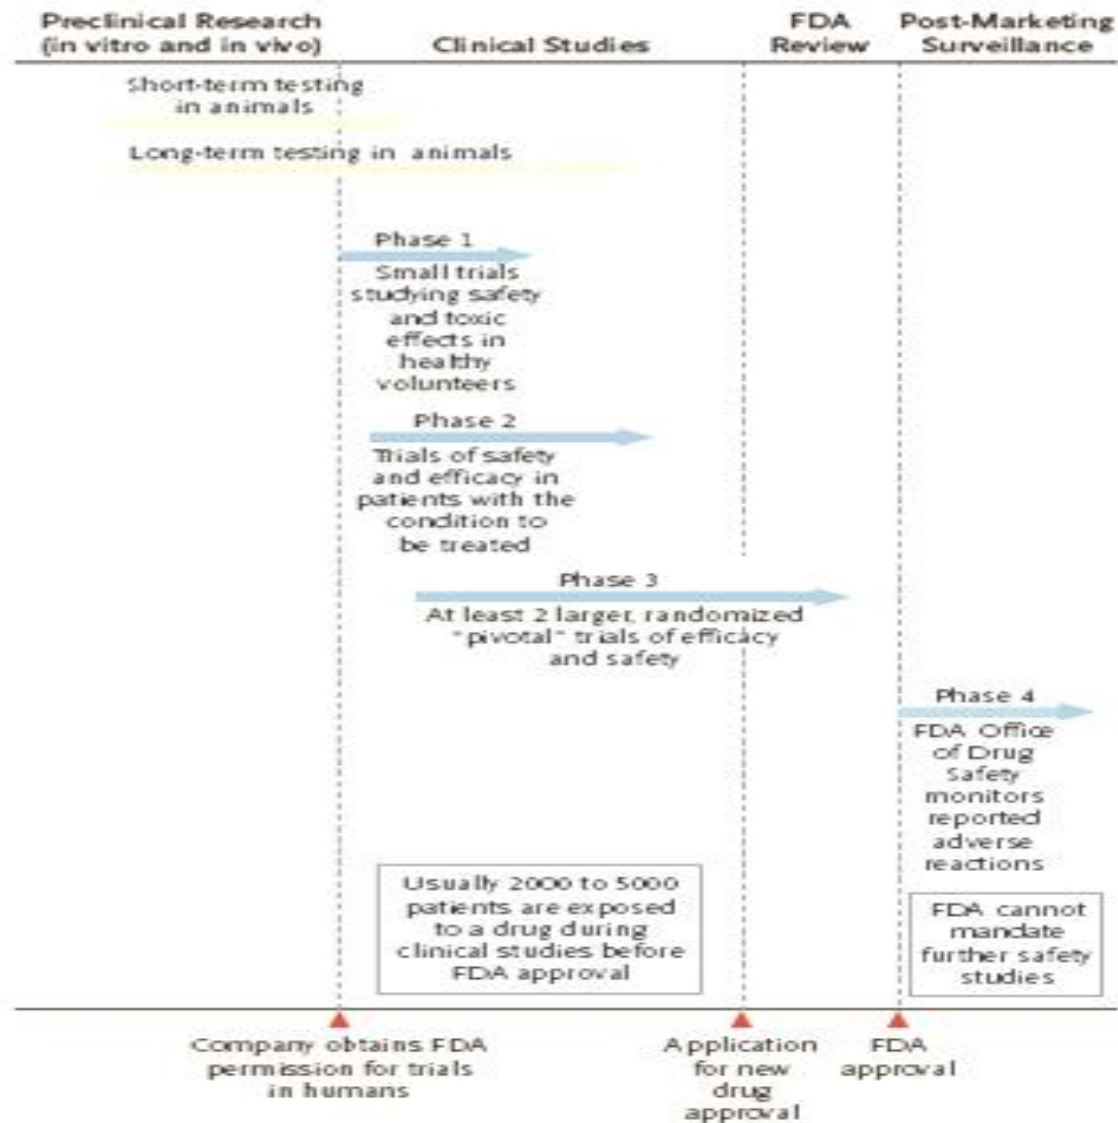 Preclinical Research
(in vitro and in vivo)
Clinical Studies
FDA
Review
Post-Marketing
Surveillance
Short-term testing
in animals
Long-term testing in animals
Phase 1
Small trials
studying safety
and toxic
effects in
healthy
volunteers
Phase 2
Trials of safety
and efficacy in
patients with the
condition to
be treated
Phase 3
At least 2 larger, randomized
"pivotal" trials of efficacy
and safety
Phase 4
FDA Office
of Drug
Safety
monitors
reported
adverse
reactions
Usually 2000 to 5000
patients are exposed
to a drug during
clinical studies before
FDA approval
FDA cannot
mandate
further safety
studies
Company obtains FDA
permission for trials
in humans
Application
for new
drug
approval
FDA
approval